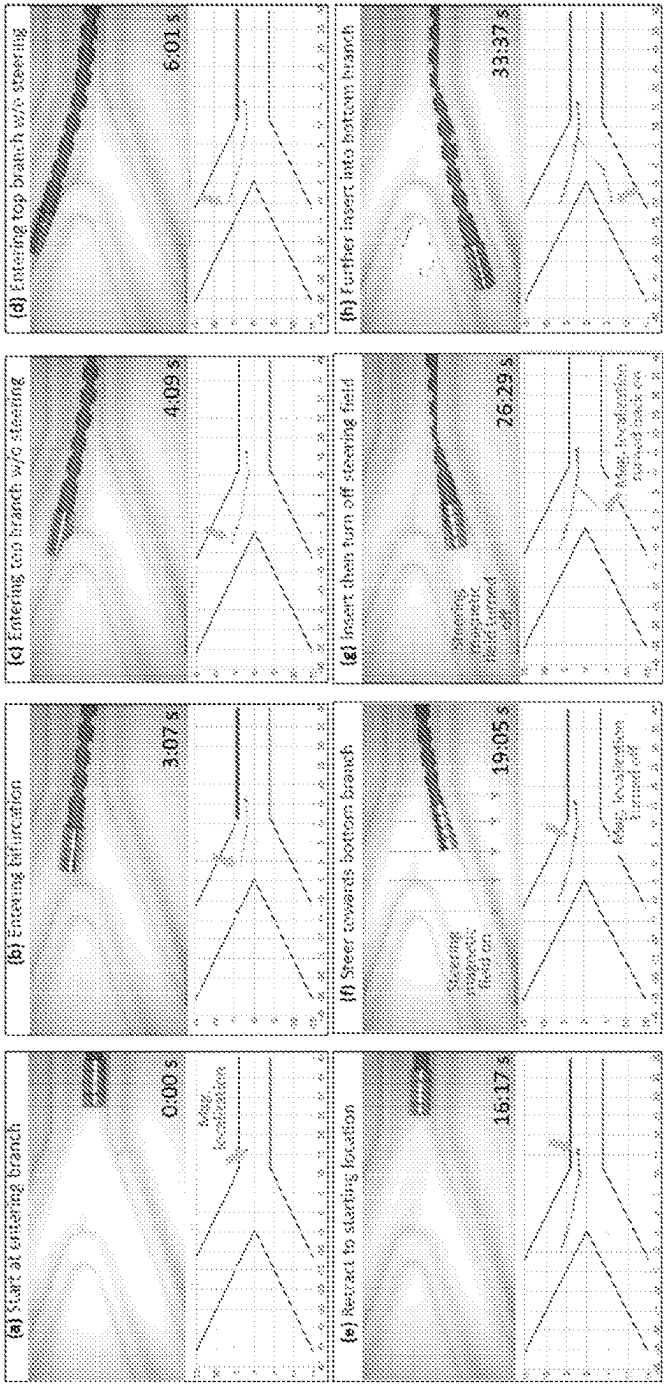 (a) Start at entering branch
0:00 s
Mag. localization
(b) Entering bifurcation
3:07 s
(c) Entering top branch w/o steering
4:09 s
(d) Entering top branch w/o steering
6:01 s
(e) Retract to starting location
16:17 s
(f) Steer towards bottom branch
Steering
magnetic
field on
19:05 s
Mag. localization
turned off
(g) Insert then turn off steering field
Steering
magnetic
field turned
off
26:29 s
Mag. localization
turned back on
(h) Further insert into bottom branch
33:37 s